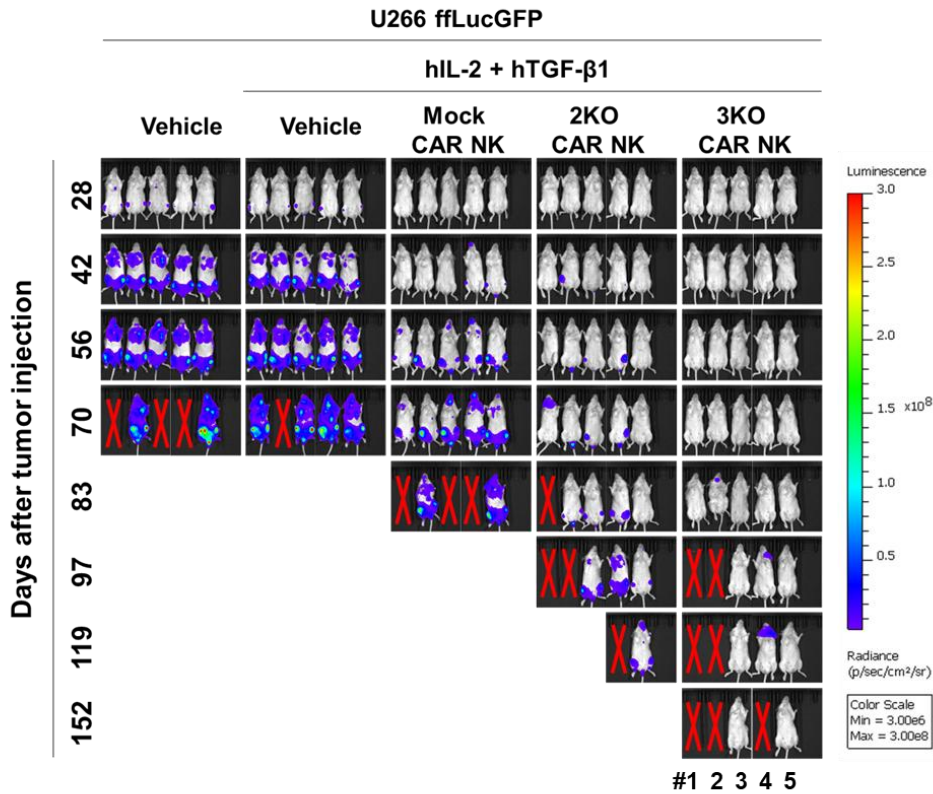 U266 ffLucGFP
hIL-2 + hTGF-β1
Vehicle
Vehicle
Mock
CAR NK
2KO
CAR NK
3KO
CAR NK
Days after tumor injection
28
42
56
70
83
97
119
152
X X X
X
X X X
X
X X
X X
X
X X
X X X
#1 2 3 4 5
Luminescence
3.0
2.5
2.0
1.5 x10⁸
1.0
0.5
Radiance
(p/sec/cm²/sr)
Color Scale
Min = 3.00e6
Max = 3.00e8